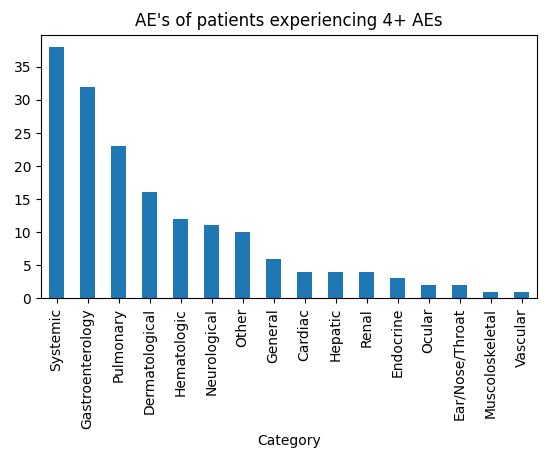 AE's of patients experiencing 4+ AEs
35
30
25
20
15
10
5
0
Systemic
Gastroenterology
Pulmonary
Dermatological
Hematologic
Neurological
Other
General
Cardiac
Hepatic
Renal
Endocrine
Ocular
Ear/Nose/Throat
Muscoloskeletal
Vascular
Category